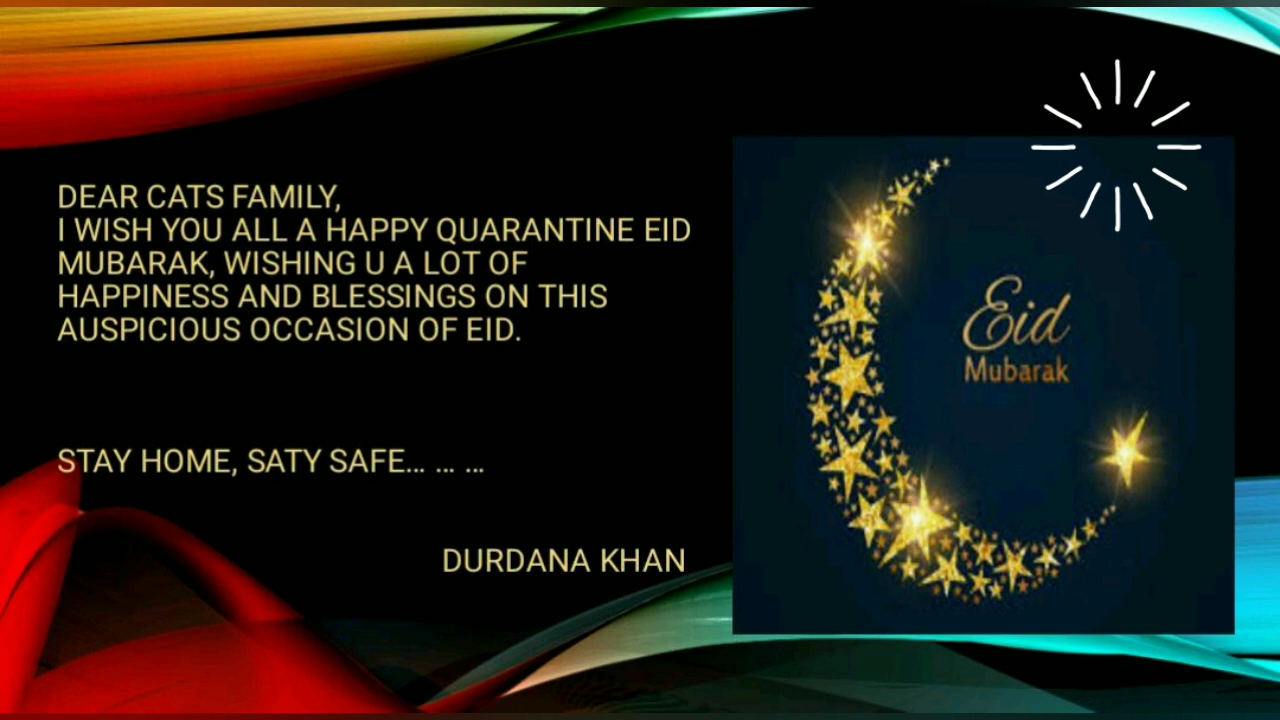 DEAR CATS FAMILY,
I WISH YOU ALL A HAPPY QUARANTINE EID
MUBARAK, WISHING U A LOT OF
HAPPINESS AND BLESSINGS ON THIS
AUSPICIOUS OCCASION OF EID.
STAY HOME, SATY SAFE… … …
DURDANA KHAN
Eid
Mubarak